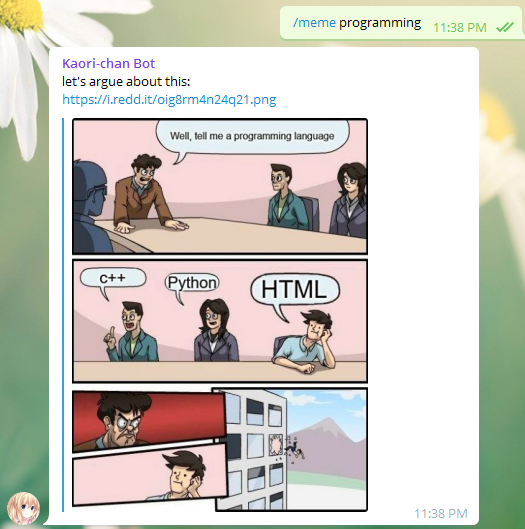 /meme programming 11:38 PM
Kaori-chan Bot
let's argue about this:
https://i.redd.it/oig8rm4n24q21.png
Well, tell me a programming language
c++
Python
HTML
11:38 PM